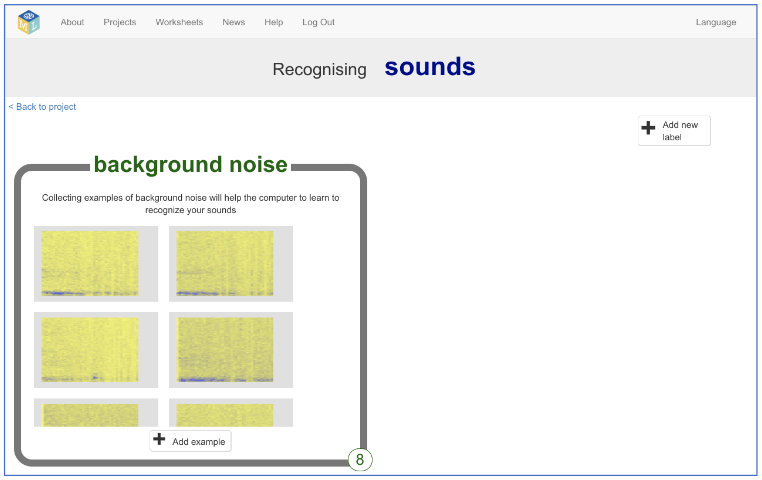 About Projects Worksheets News Help Log Out Language
Recognising sounds
< Back to project
Add new
label
background noise
Collecting examples of background noise will help the computer to learn to
recognize your sounds
Add example
8